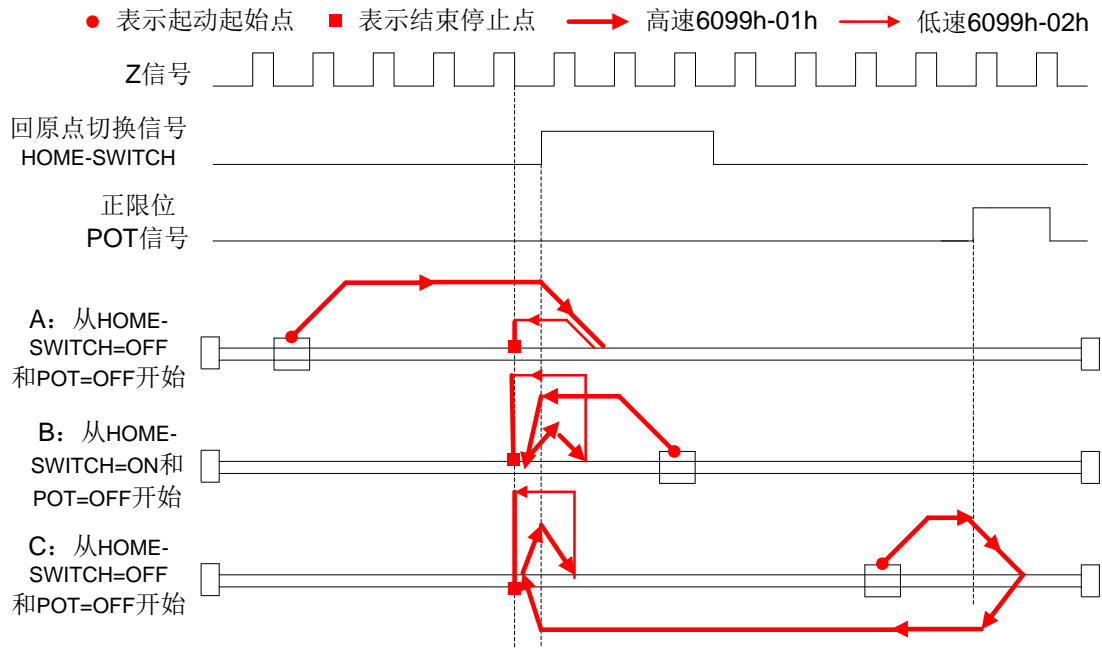 表示起动起始点 表示结束停止点 高速6099h-01h 低速6099h-02h
Z信号
回原点切换信号
HOME-SWITCH
正限位
POT信号
A：从HOME-
SWITCH=OFF
和POT=OFF开始
B：从HOME-
SWITCH=ON和
POT=OFF开始
C：从HOME-
SWITCH=OFF
和POT=OFF开始